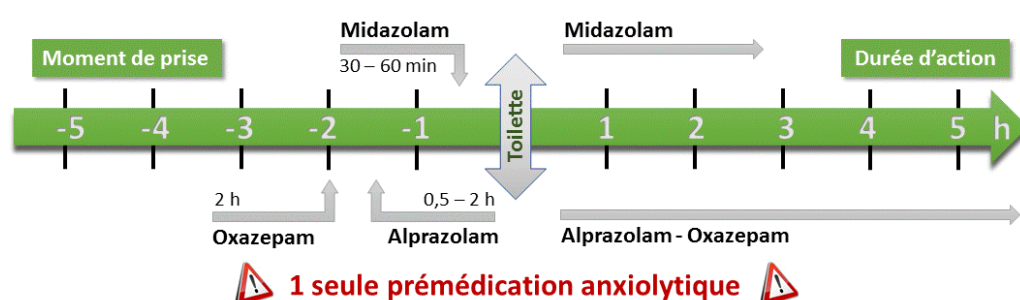 Midazolam
30 – 60 min
Midazolam
Moment de prise
Durée d’action
-5 -4 -3 -2 -1 Toilette 1 2 3 4 5 h
2 h
Oxazepam
0,5 – 2 h
Alprazolam
Alprazolam - Oxazepam
! 1 seule prémédication anxiolytique !